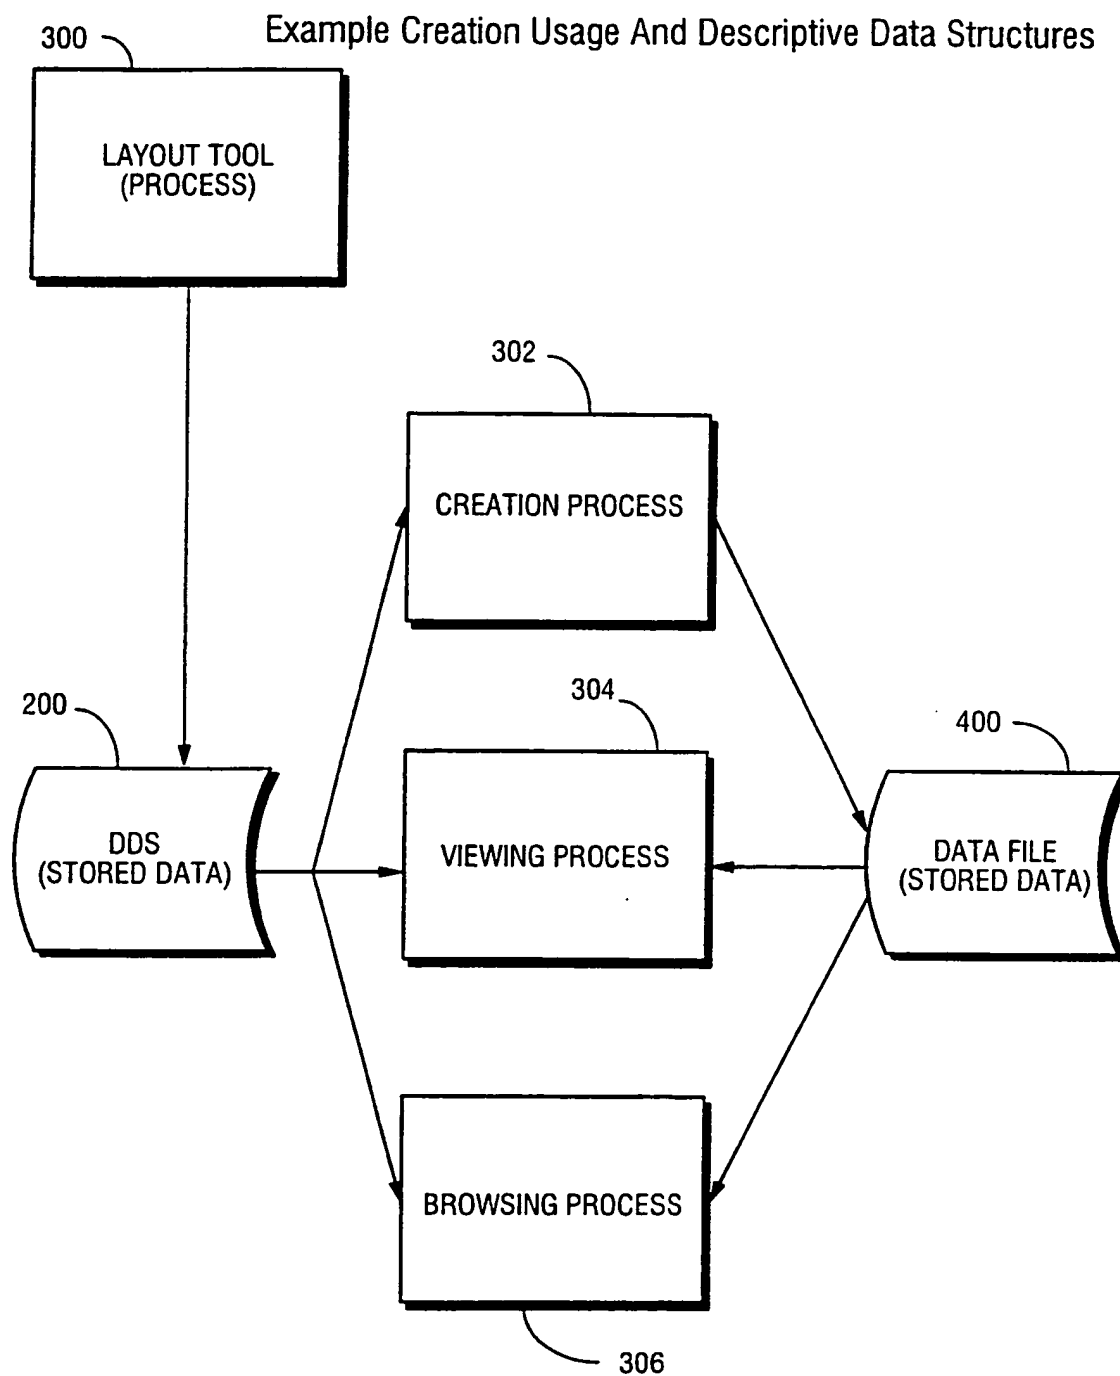 Example Creation Usage And Descriptive Data Structures
300
LAYOUT TOOL
(PROCESS)
302
CREATION PROCESS
200
DDS
(STORED DATA)
304
VIEWING PROCESS
400
DATA FILE
(STORED DATA)
BROWSING PROCESS
306